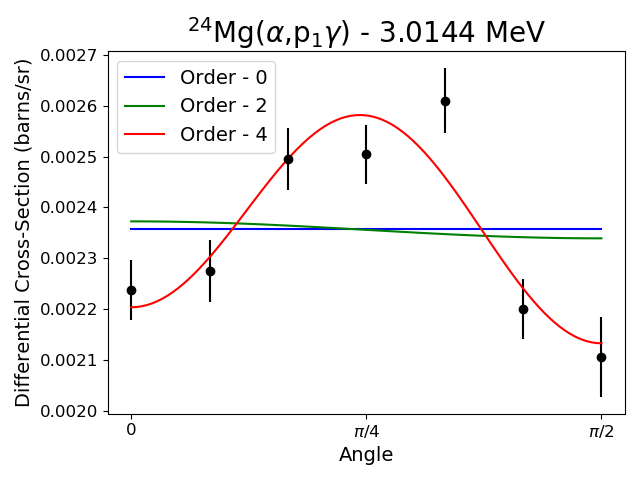 ²⁴Mg(α,p₁γ) - 3.0144 MeV
Differential Cross-Section (barns/sr)
0.0027
0.0026
0.0025
0.0024
0.0023
0.0022
0.0021
0.0020
Order - 0
Order - 2
Order - 4
0
π/4
π/2
Angle